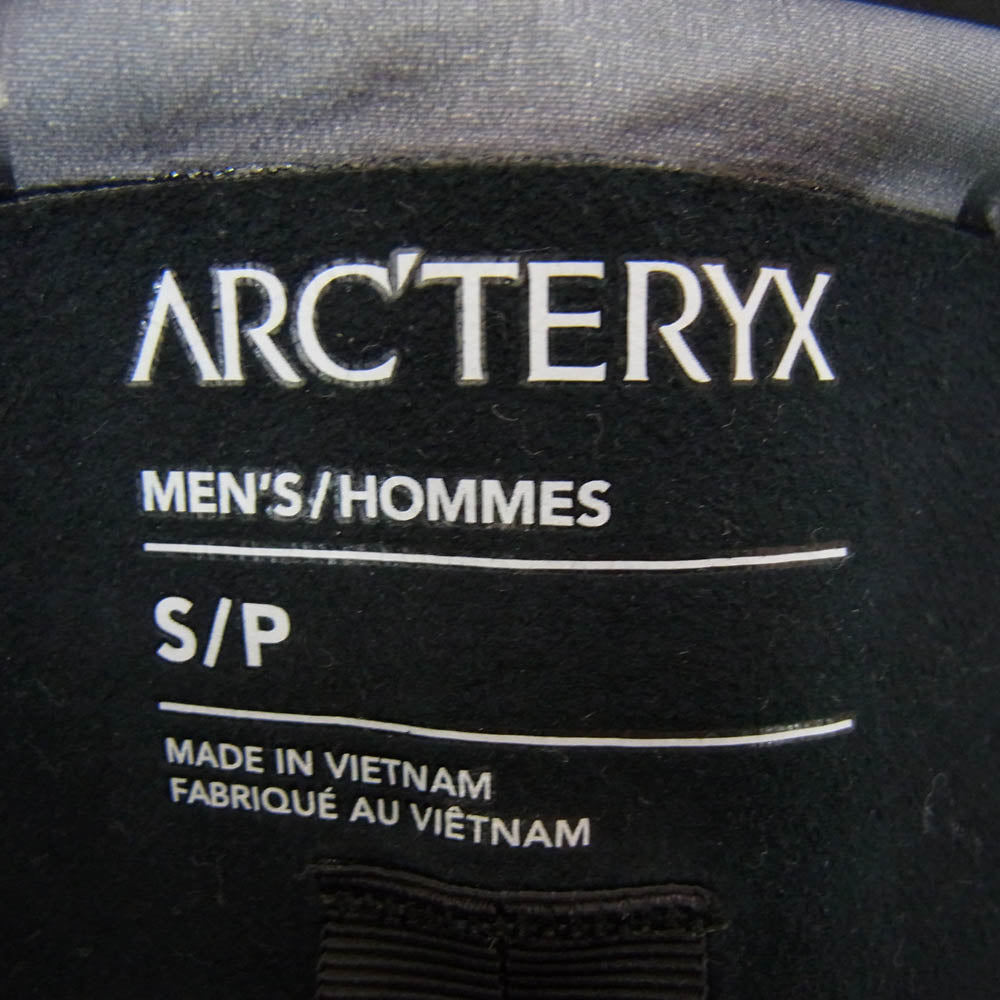 ARC'TERYX
MEN'S/HOMMES
S/P
MADE IN VIETNAM
FABRIQUÉ AU VIÊTNAM